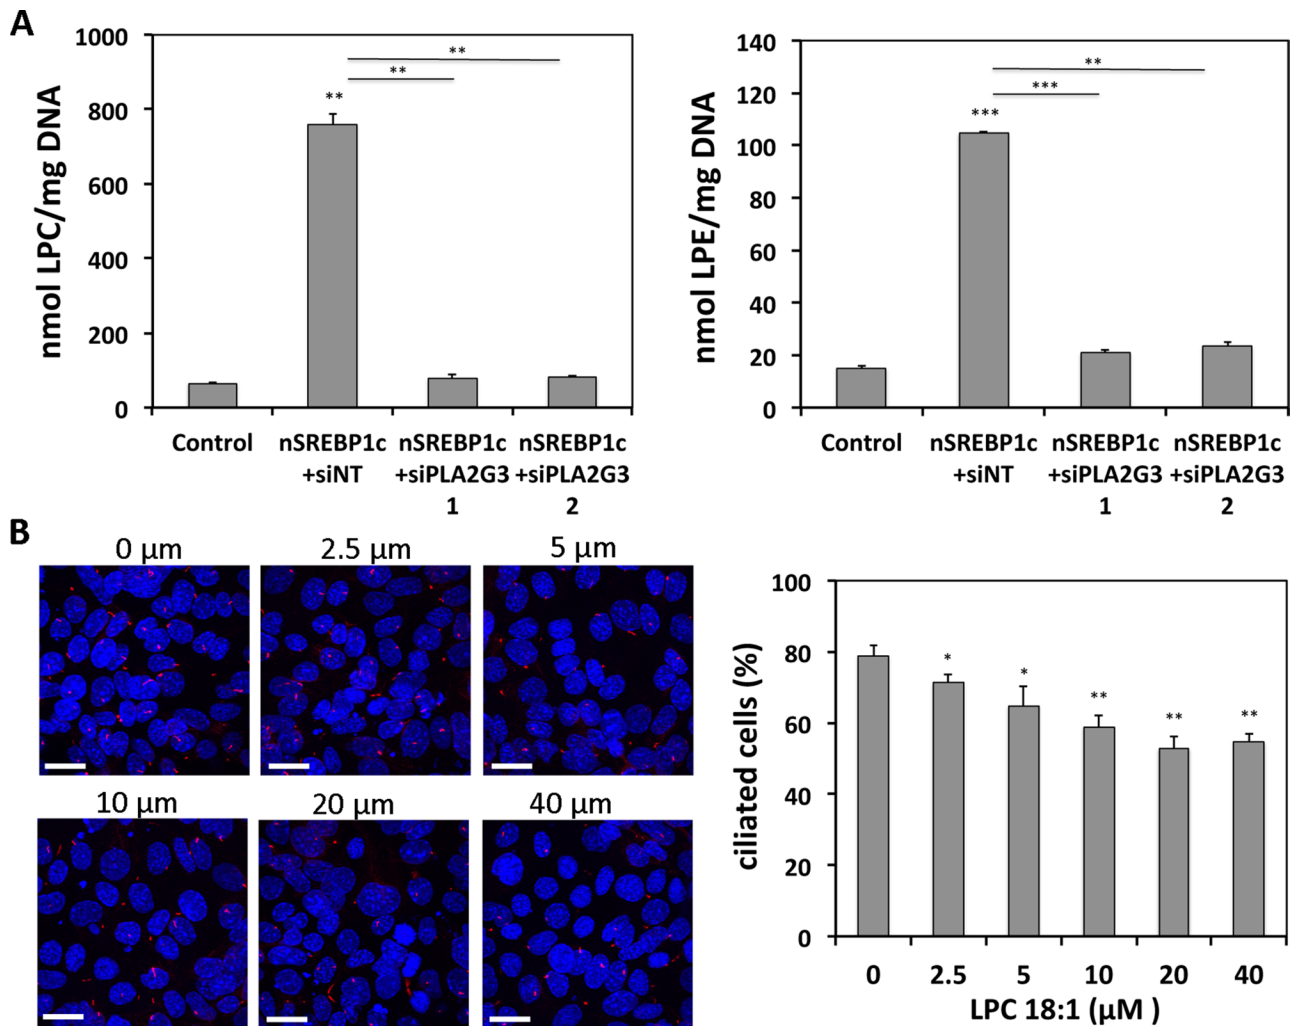 A
nmol LPC/mg DNA
1000
800
600
400
200
0
**
**
**
Control
nSREBP1c
+siNT
nSREBP1c
+siPLA2G3
1
nSREBP1c
+siPLA2G3
2
nmol LPE/mg DNA
140
120
100
80
60
40
20
0
***
***
**
Control
nSREBP1c
+siNT
nSREBP1c
+siPLA2G3
1
nSREBP1c
+siPLA2G3
2
B
0 µm
2.5 µm
5 µm
10 µm
20 µm
40 µm
ciliated cells (%)
100
80
60
40
20
0
*
*
**
**
**
0
2.5
5
10
20
40
LPC 18:1 (µM )